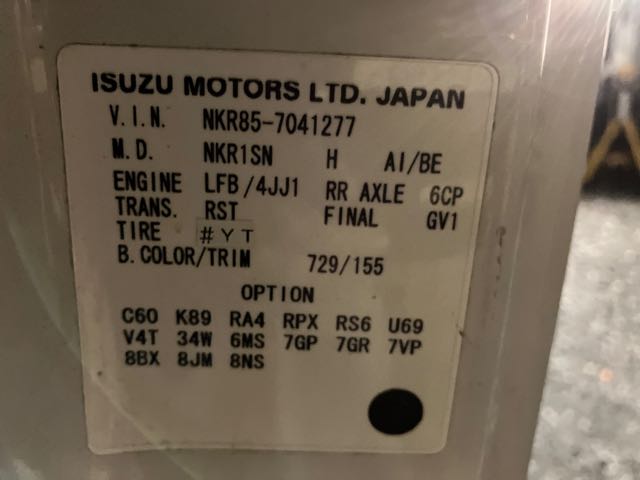 ISUZU MOTORS LTD. JAPAN
V.I.N. NKR85-7041277
M.D. NKR1SN H AI/BE
ENGINE LFB/4JJ1 RR AXLE 6CP
TRANS. RST FINAL GV1
TIRE #YT
B.COLOR/TRIM 729/155
OPTION
C60 K89 RA4 RPX RS6 U69
V4T 34W 6MS 7GP 7GR 7VP
8BX 8JM 8NS